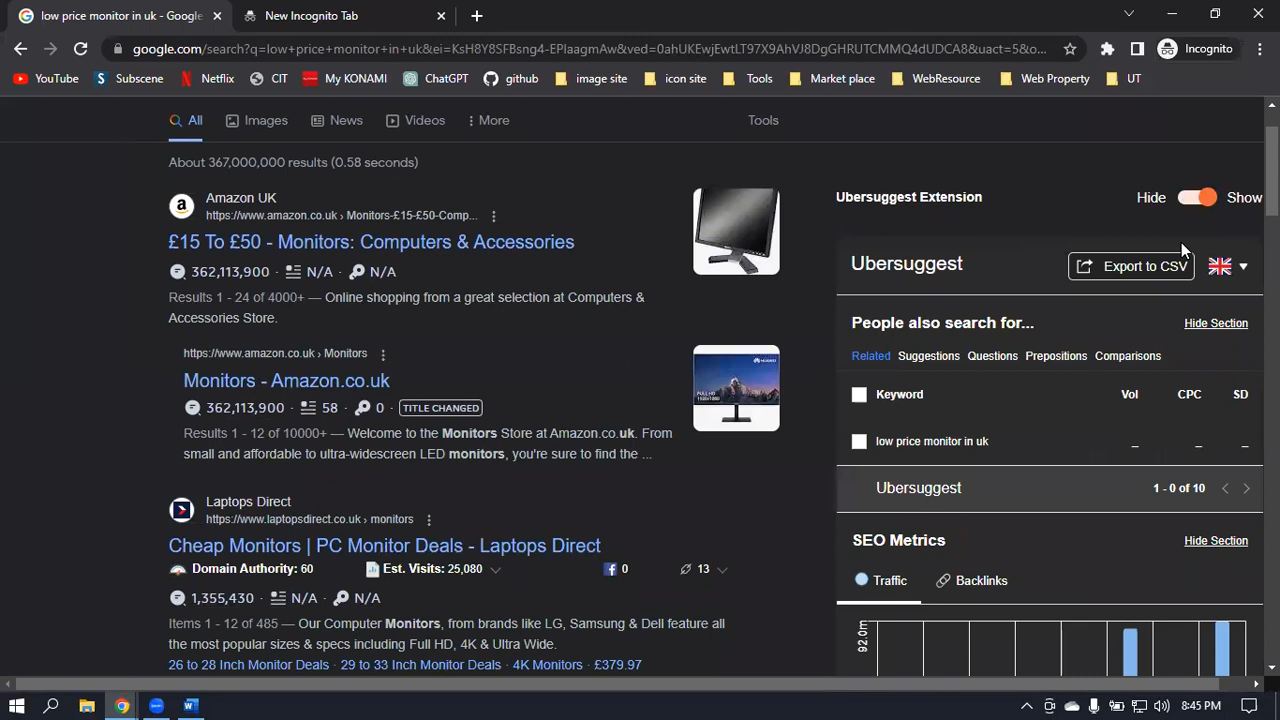 low price monitor in uk - Google
New Incognito Tab
google.com/search?q=low+price+monitor+in+uk&ei=KsH8Y8SFBsng4-EPlaagmAw&ved=0ahUKEwjEwtLT97X9AhVJ8DgGHRUTCMMQ4dUDCA8&uact=5&o...
Incognito
YouTube
Subscene
Netflix
CIT
My KONAMI
ChatGPT
github
image site
icon site
Tools
Market place
WebResource
Web Property
UT
All
Images
News
Videos
More
Tools
About 367,000,000 results (0.58 seconds)
Amazon UK
https://www.amazon.co.uk › Monitors-£15-£50-Comp...
£15 To £50 - Monitors: Computers & Accessories
362,113,900 · N/A · N/A
Results 1 - 24 of 4000+ — Online shopping from a great selection at Computers &
Accessories Store.
https://www.amazon.co.uk › Monitors
Monitors - Amazon.co.uk
362,113,900 · 58 · 0 TITLE CHANGED
Results 1 - 12 of 10000+ — Welcome to the Monitors Store at Amazon.co.uk. From
small and affordable to ultra-widescreen LED monitors, you're sure to find the ...
Laptops Direct
https://www.laptopsdirect.co.uk › monitors
Cheap Monitors | PC Monitor Deals - Laptops Direct
Domain Authority: 60 Est. Visits: 25,080 0 13
1,355,430 · N/A · N/A
Items 1 - 12 of 485 — Our Computer Monitors, from brands like LG, Samsung & Dell feature all
the most popular sizes & specs including Full HD, 4K & Ultra Wide.
26 to 28 Inch Monitor Deals · 29 to 33 Inch Monitor Deals · 4K Monitors · £379.97
Ubersuggest Extension
Hide
Show
Ubersuggest
Export to CSV
People also search for...
Hide Section
Related Suggestions Questions Prepositions Comparisons
Keyword Vol CPC SD
low price monitor in uk – – –
Ubersuggest 1 - 0 of 10
SEO Metrics
Hide Section
Traffic
Backlinks
92.0m
8:45 PM